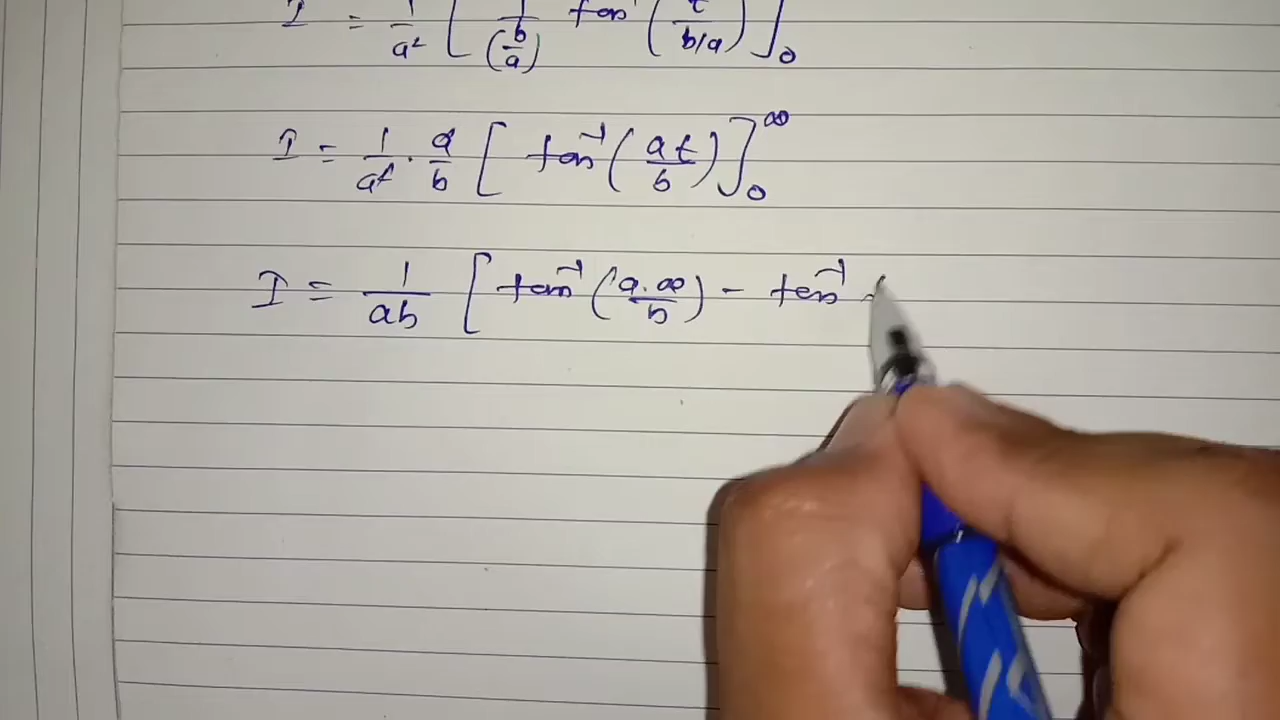 I = 1/a² [ 1/(b/a) tan⁻¹ (t/(b/a)) ]₀
I = 1/a² · a/b [ tan⁻¹ (at/b) ]₀^∞
I = 1/ab [ tan⁻¹ (a.∞/b) - tan⁻¹